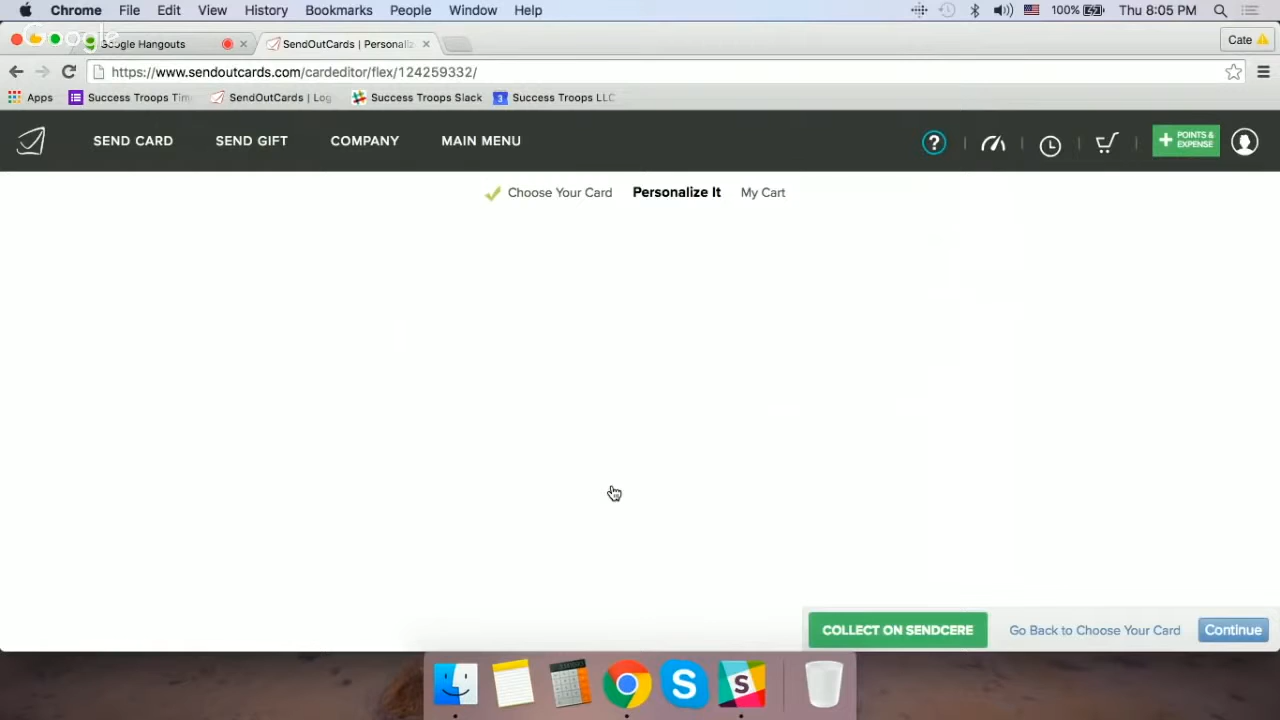 Chrome File Edit View History Bookmarks People Window Help 100% Thu 8:05 PM
Google Hangouts SendOutCards | Personaliz Cate
Google
https://www.sendoutcards.com/cardeditor/flex/124259332/
Apps Success Troops Tim SendOutCards | Log Success Troops Slack 3 Success Troops LLC
SEND CARD SEND GIFT COMPANY MAIN MENU ? + POINTS & EXPENSE
Choose Your Card Personalize It My Cart
COLLECT ON SENDCERE Go Back to Choose Your Card Continue
S S